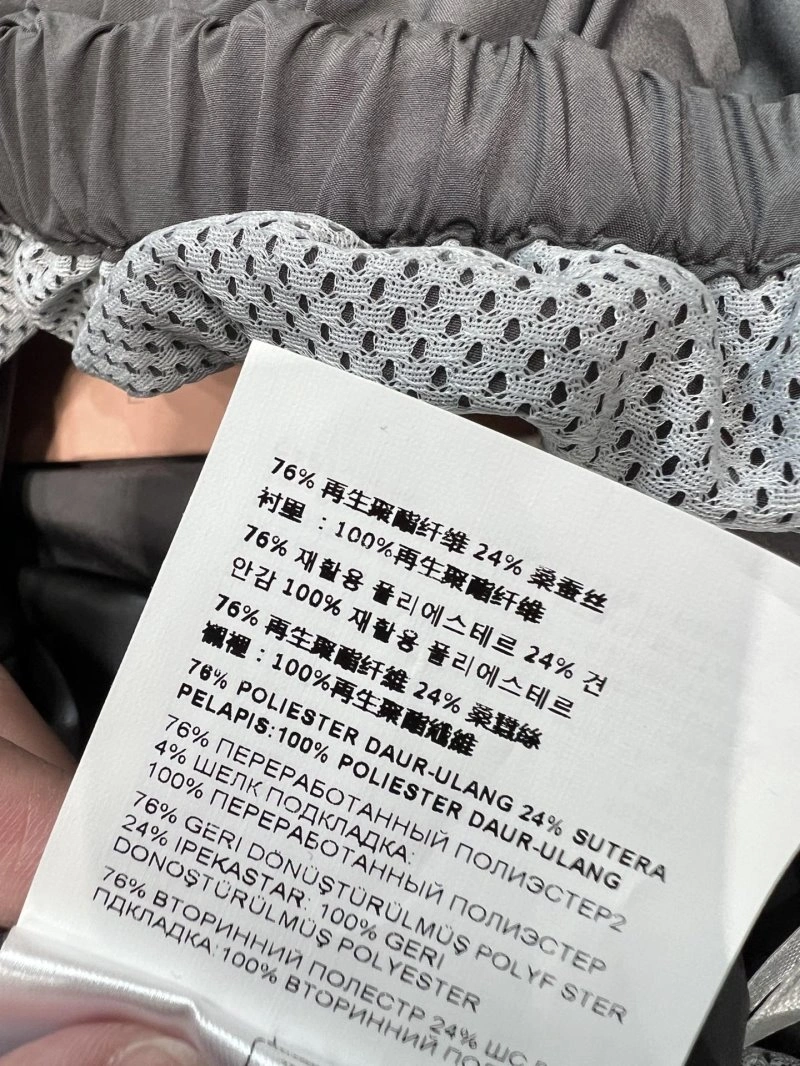 76% 再生聚酯纤维 24% 桑蚕丝
衬里 : 100%再生聚酯纤维
76% 재활용 폴리에스테르 24% 견
안감 100% 재활용 폴리에스테르
76% 再生聚酯纤维 24% 桑蠶絲
襯裡 : 100%再生聚酯纖維
76% POLIESTER DAUR-ULANG 24% SUTERA
PELAPIS:100% POLIESTER DAUR-ULANG
76% ПЕРЕРАБОТАННЫЙ ПОЛИЭСТЕР2
4% ШЕЛК ПОДКЛАДКА:
100% ПЕРЕРАБОТАННЫЙ ПОЛИЭСТЕР
76% GERI DÖNÜŞTÜRÜLMÜŞ POLYF STER
24% IPEKASTAR: 100% GERI
DONOŞTÜRÜLMÜŞ POLYESTER
76% ВТОРИННИЙ ПОЛЕСТР 24%
ПДКЛАДКА:100% ВТОРИННИЙ